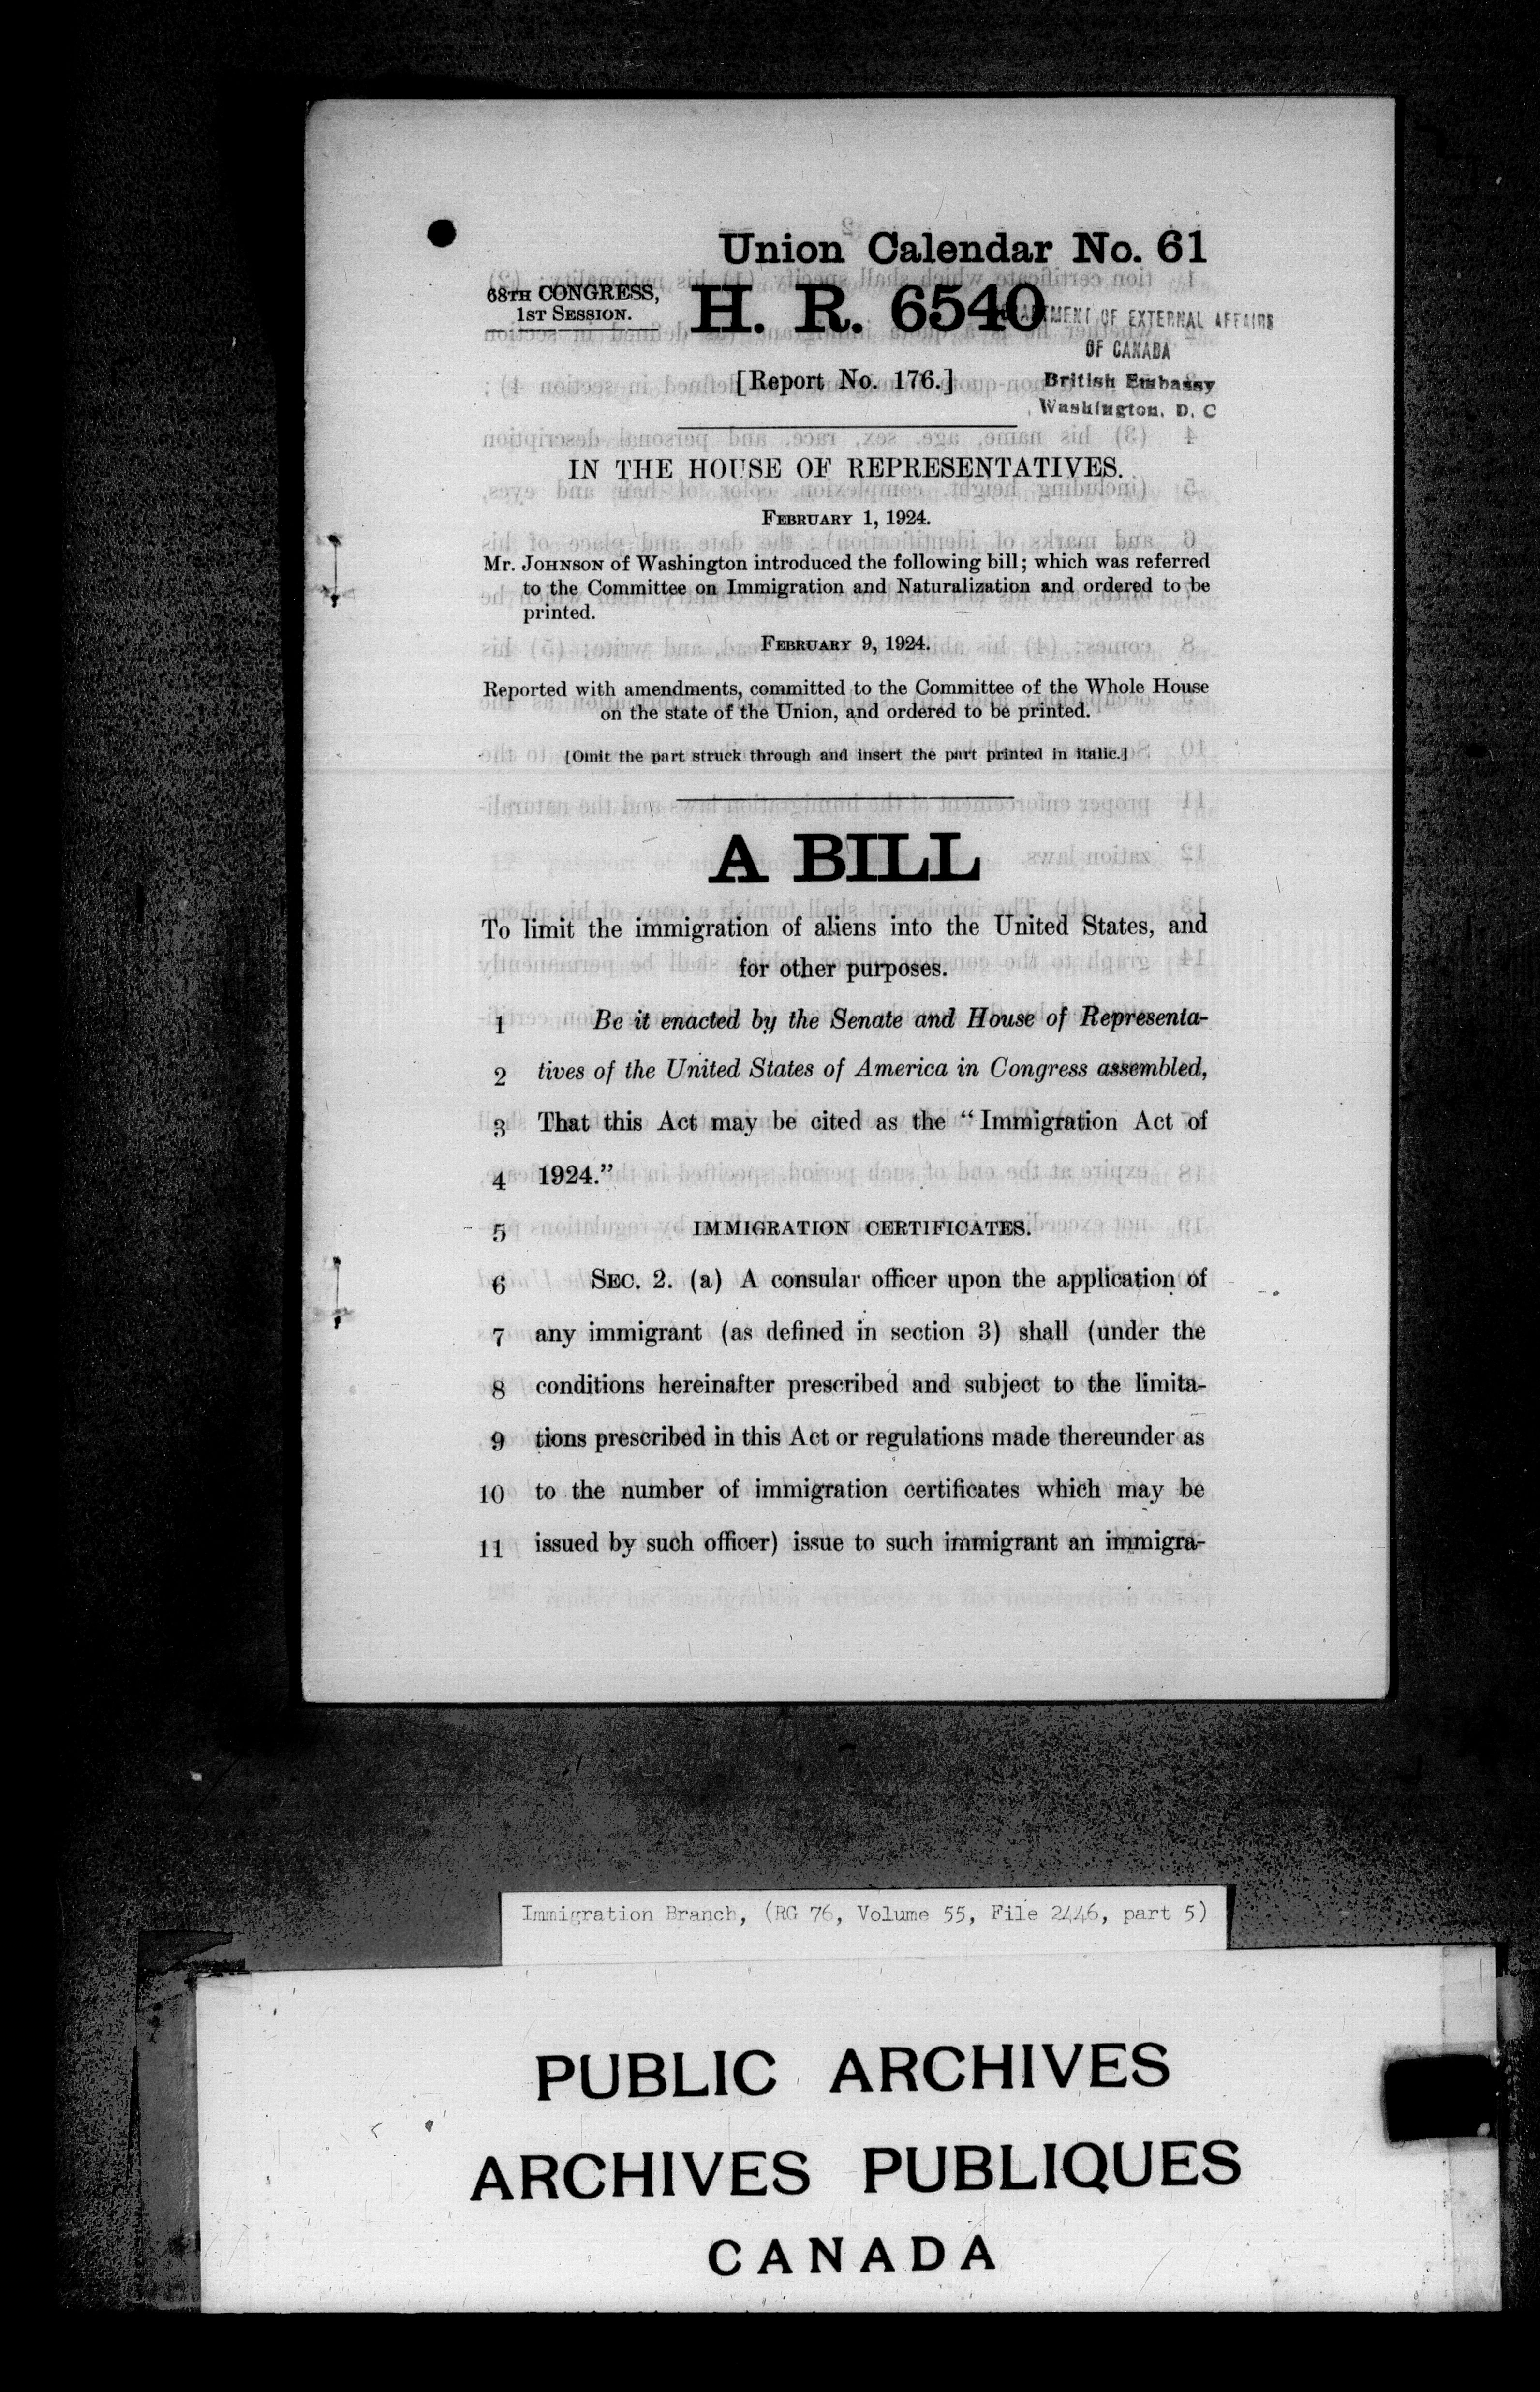 Union Calendar No. 61
68TH CONGRESS,
1ST SESSION.
H. R. 6540
OF EXTERNAL AFFAIRS
OF CANADA
[Report No. 176.]
British Embassy
Washington, D. C
IN THE HOUSE OF REPRESENTATIVES.
FEBRUARY 1, 1924.
Mr. JOHNSON of Washington introduced the following bill; which was referred
to the Committee on Immigration and Naturalization and ordered to be
printed.
FEBRUARY 9, 1924.
Reported with amendments, committed to the Committee of the Whole House
on the state of the Union, and ordered to be printed.
[Omit the part struck through and insert the part printed in italic.]
A BILL
To limit the immigration of aliens into the United States, and
for other purposes.
1 Be it enacted by the Senate and House of Representa-
2 tives of the United States of America in Congress assembled,
3 That this Act may be cited as the “Immigration Act of
4 1924.”
5 IMMIGRATION CERTIFICATES.
6 SEC. 2. (a) A consular officer upon the application of
7 any immigrant (as defined in section 3) shall (under the
8 conditions hereinafter prescribed and subject to the limita-
9 tions prescribed in this Act or regulations made thereunder as
10 to the number of immigration certificates which may be
11 issued by such officer) issue to such immigrant an immigra-
Immigration Branch, (RG 76, Volume 55, File 2446, part 5)
PUBLIC ARCHIVES
ARCHIVES PUBLIQUES
CANADA